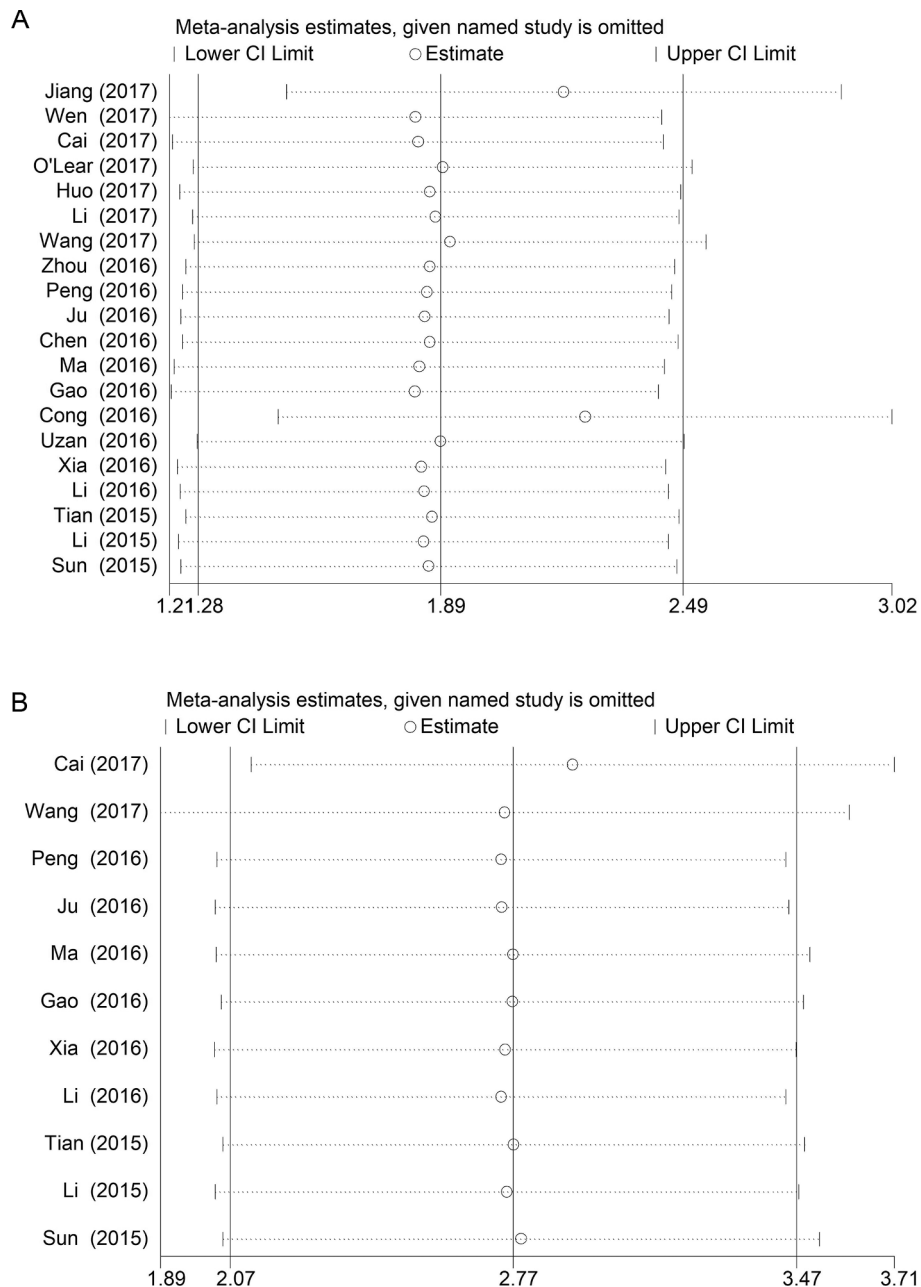 A
Meta-analysis estimates, given named study is omitted
| Lower CI Limit ○ Estimate | Upper CI Limit
Jiang (2017)
Wen (2017)
Cai (2017)
O'Lear (2017)
Huo (2017)
Li (2017)
Wang (2017)
Zhou (2016)
Peng (2016)
Ju (2016)
Chen (2016)
Ma (2016)
Gao (2016)
Cong (2016)
Uzan (2016)
Xia (2016)
Li (2016)
Tian (2015)
Li (2015)
Sun (2015)
1.21 1.28 1.89 2.49 3.02
B
Meta-analysis estimates, given named study is omitted
| Lower CI Limit ○ Estimate | Upper CI Limit
Cai (2017)
Wang (2017)
Peng (2016)
Ju (2016)
Ma (2016)
Gao (2016)
Xia (2016)
Li (2016)
Tian (2015)
Li (2015)
Sun (2015)
1.89 2.07 2.77 3.47 3.71